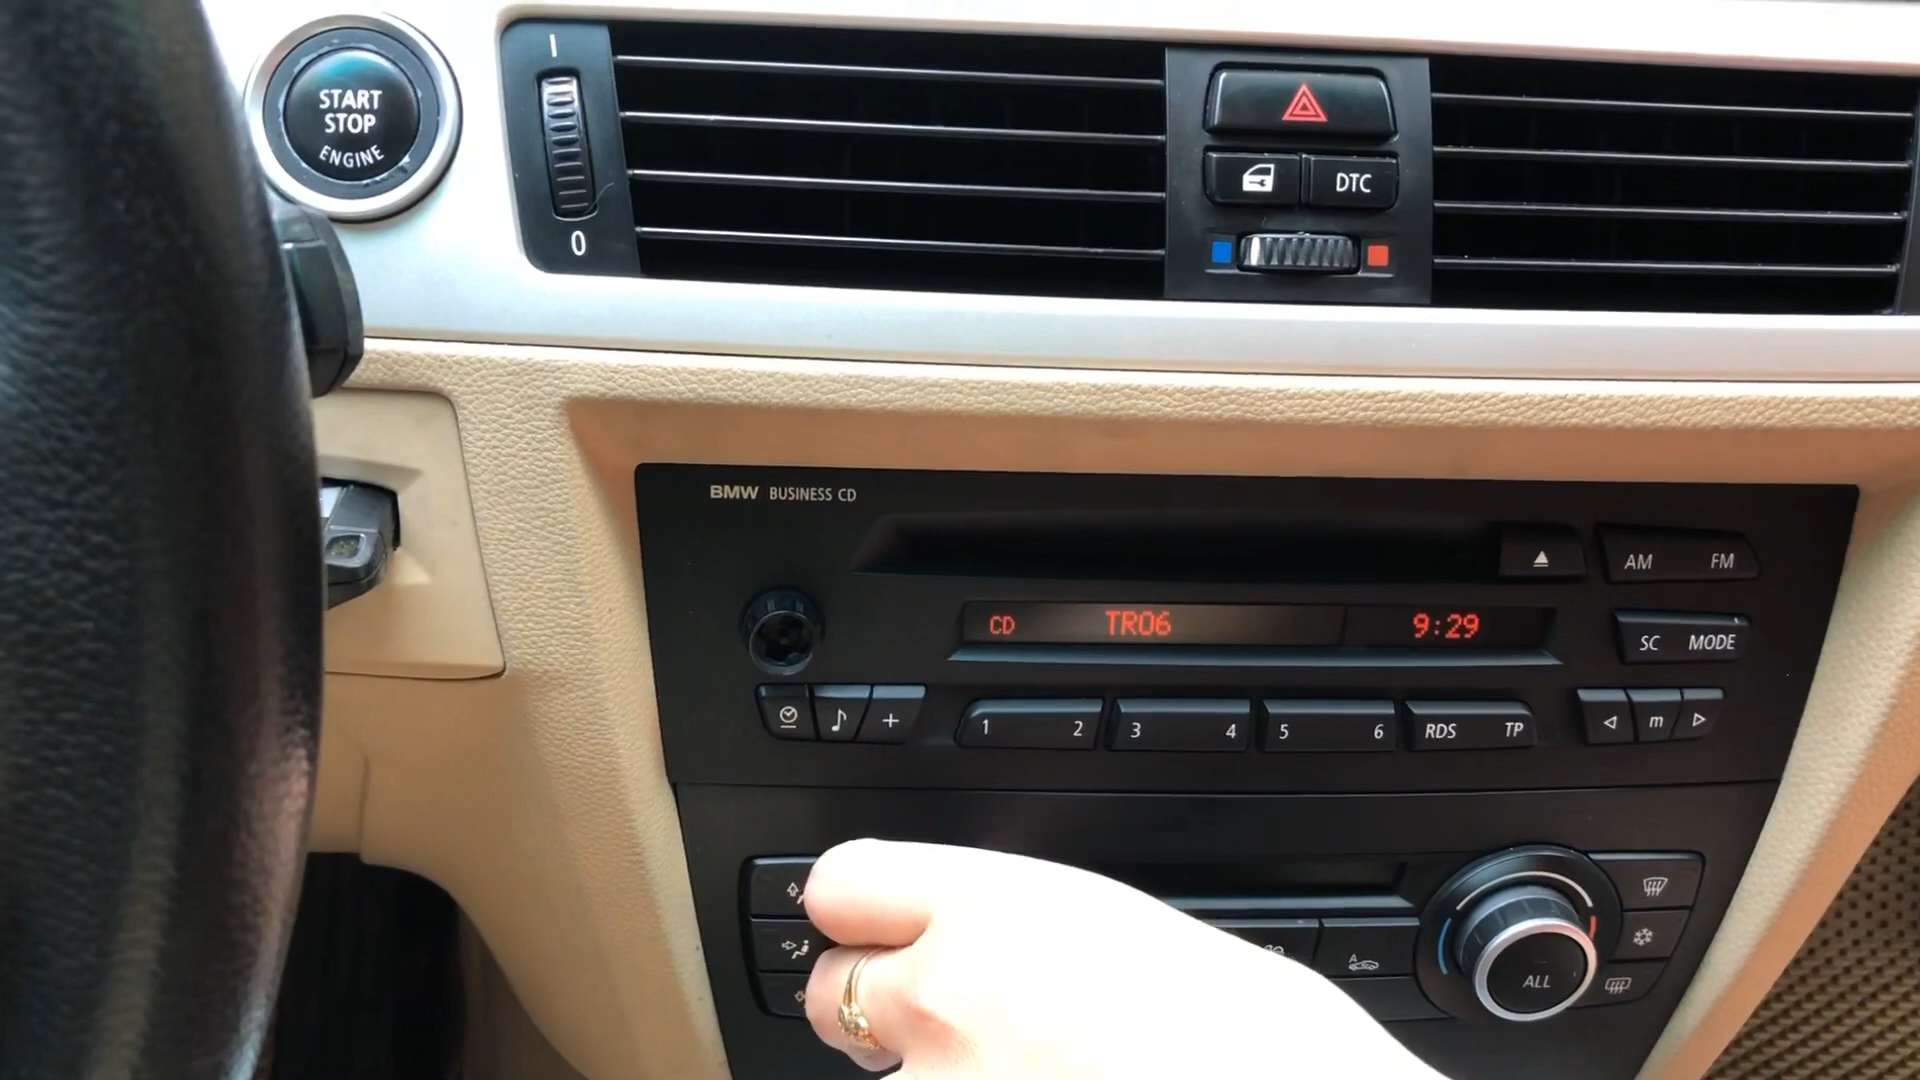 START
STOP
ENGINE
I
0
DTC
BMW BUSINESS CD
AM FM
CD TR06 9:29
SC MODE
1 2 3 4 5 6 RDS TP m
A
ALL